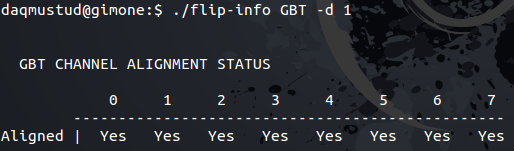 daqmustud@gimone:$ ./flip-info GBT -d 1
GBT CHANNEL ALIGNMENT STATUS
0 1 2 3 4 5 6 7
------------------------------------------------
Aligned | Yes Yes Yes Yes Yes Yes Yes Yes